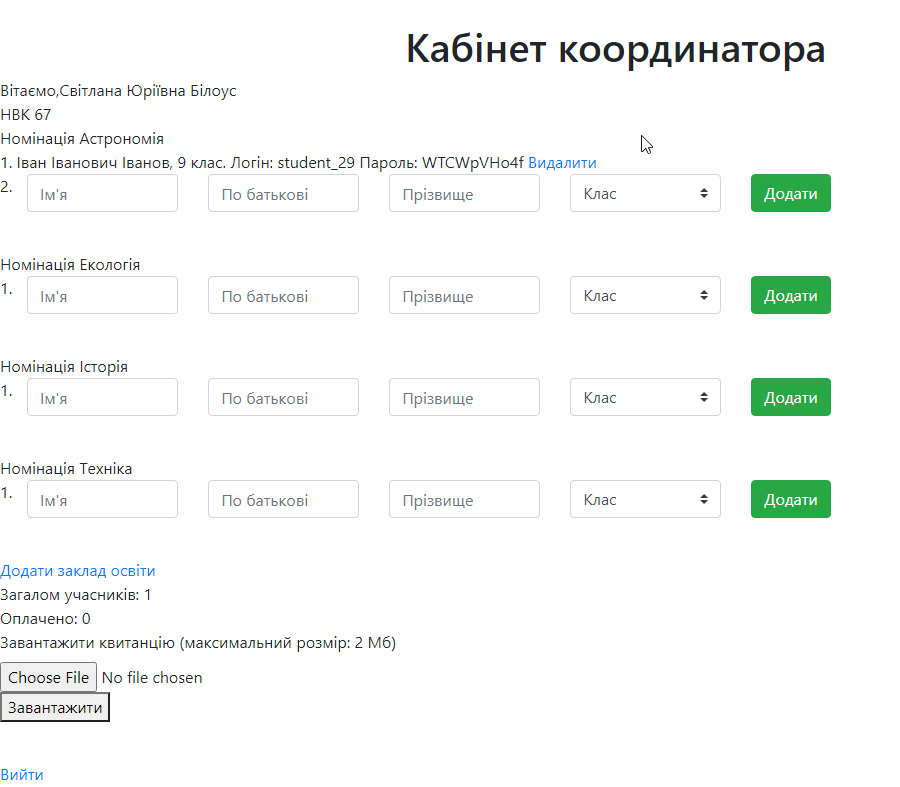 Кабінет координатора
Вітаємо,Світлана Юріївна Білоус
НВК 67
Номінація Астрономія
1. Іван Іванович Іванов, 9 клас. Логін: student_29 Пароль: WTCWpVHo4f Видалити
2. Ім'я По батькові Прізвище Клас Додати
Номінація Екологія
1. Ім'я По батькові Прізвище Клас Додати
Номінація Історія
1. Ім'я По батькові Прізвище Клас Додати
Номінація Техніка
1. Ім'я По батькові Прізвище Клас Додати
Додати заклад освіти
Загалом учасників: 1
Оплачено: 0
Завантажити квитанцію (максимальний розмір: 2 Мб)
Choose File No file chosen
Завантажити
Вийти